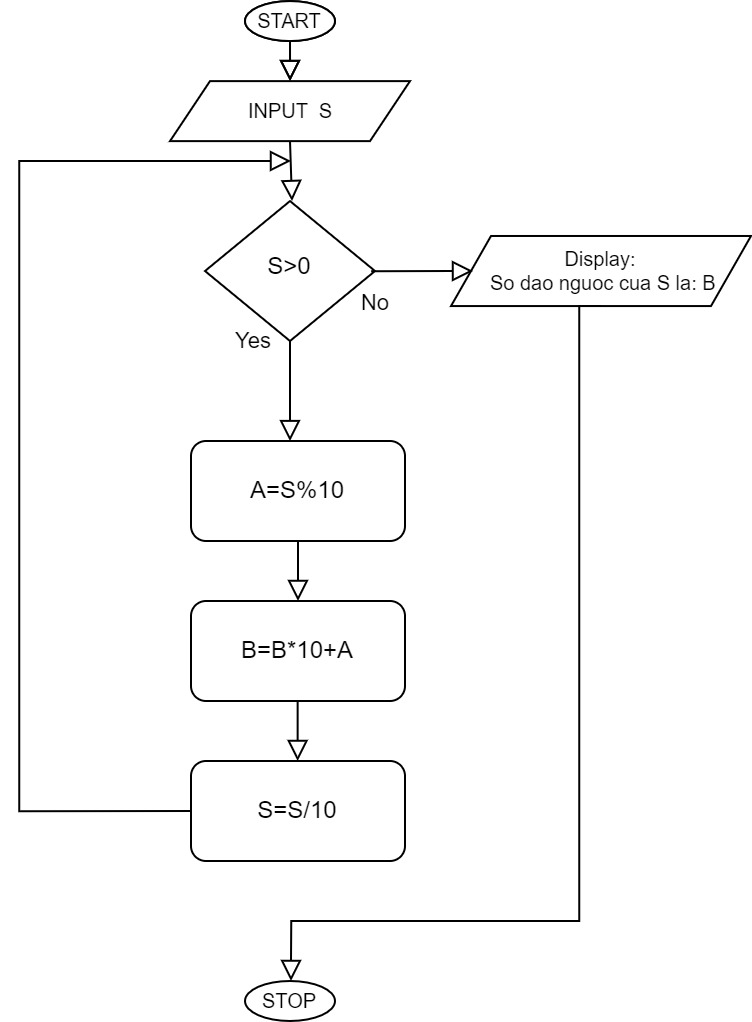 START
INPUT S
S>0
No
Yes
Display:
So dao nguoc cua S la: B
A=S%10
B=B*10+A
S=S/10
STOP